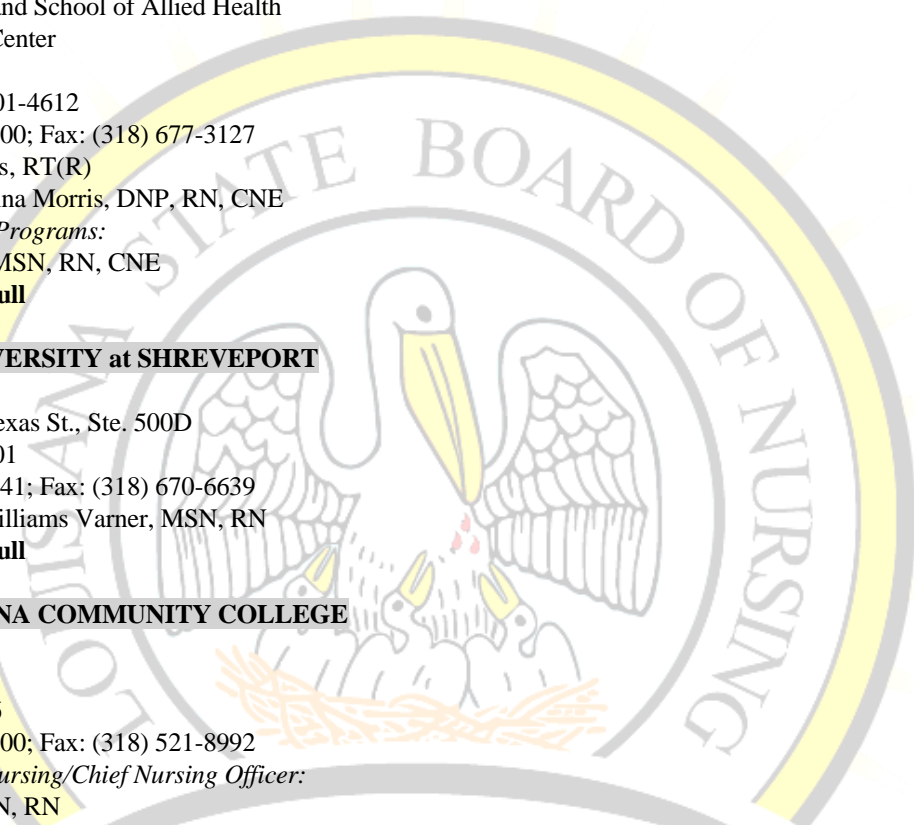 and School of Allied Health
Center
01-4612
00; Fax: (318) 677-3127
s, RT(R)
na Morris, DNP, RN, CNE
Programs:
MSN, RN, CNE
ull
VERSITY at SHREVEPORT
exas St., Ste. 500D
01
41; Fax: (318) 670-6639
illiams Varner, MSN, RN
ull
NA COMMUNITY COLLEGE
00; Fax: (318) 521-8992
ursing/Chief Nursing Officer:
N, RN
LOUISIANA STATE BOARD OF NURSING